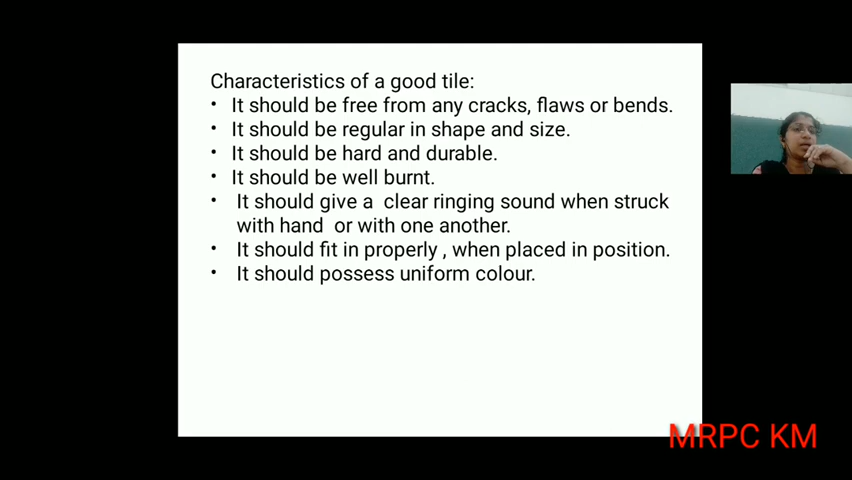 Characteristics of a good tile:
• It should be free from any cracks, flaws or bends.
• It should be regular in shape and size.
• It should be hard and durable.
• It should be well burnt.
• It should give a  clear ringing sound when struck
with hand  or with one another.
• It should fit in properly , when placed in position.
• It should possess uniform colour.
MRPC KM